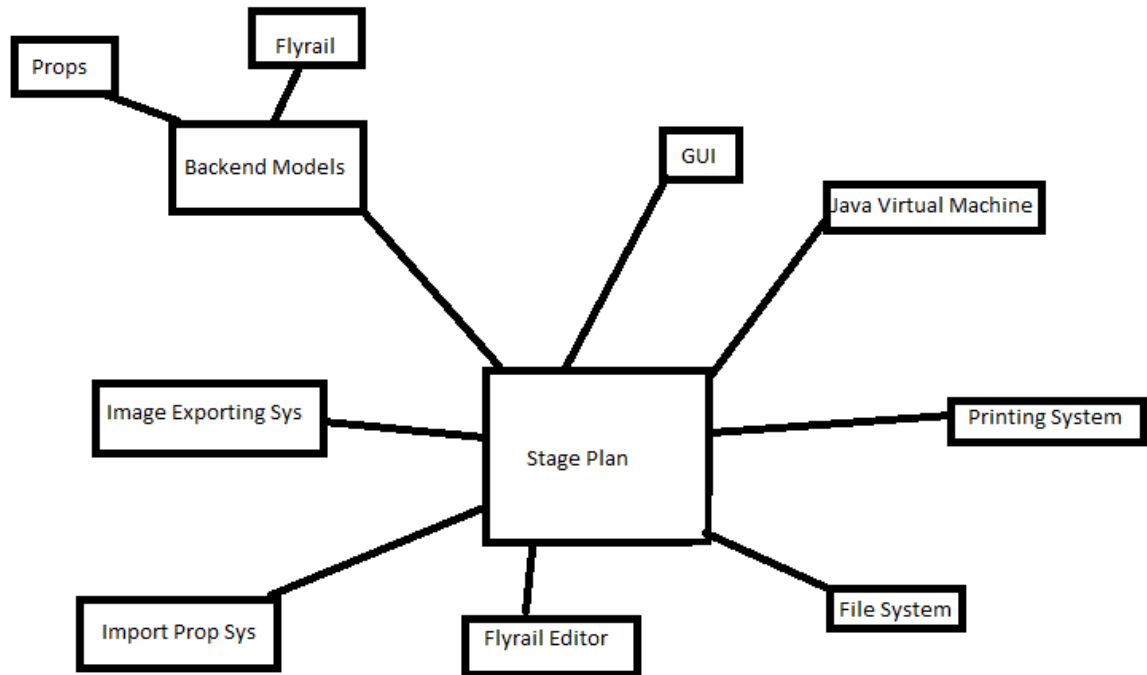 Flyrail
Props
GUI
Backend Models
Java Virtual Machine
Image Exporting Sys
Printing System
Stage Plan
File System
Import Prop Sys
Flyrail Editor